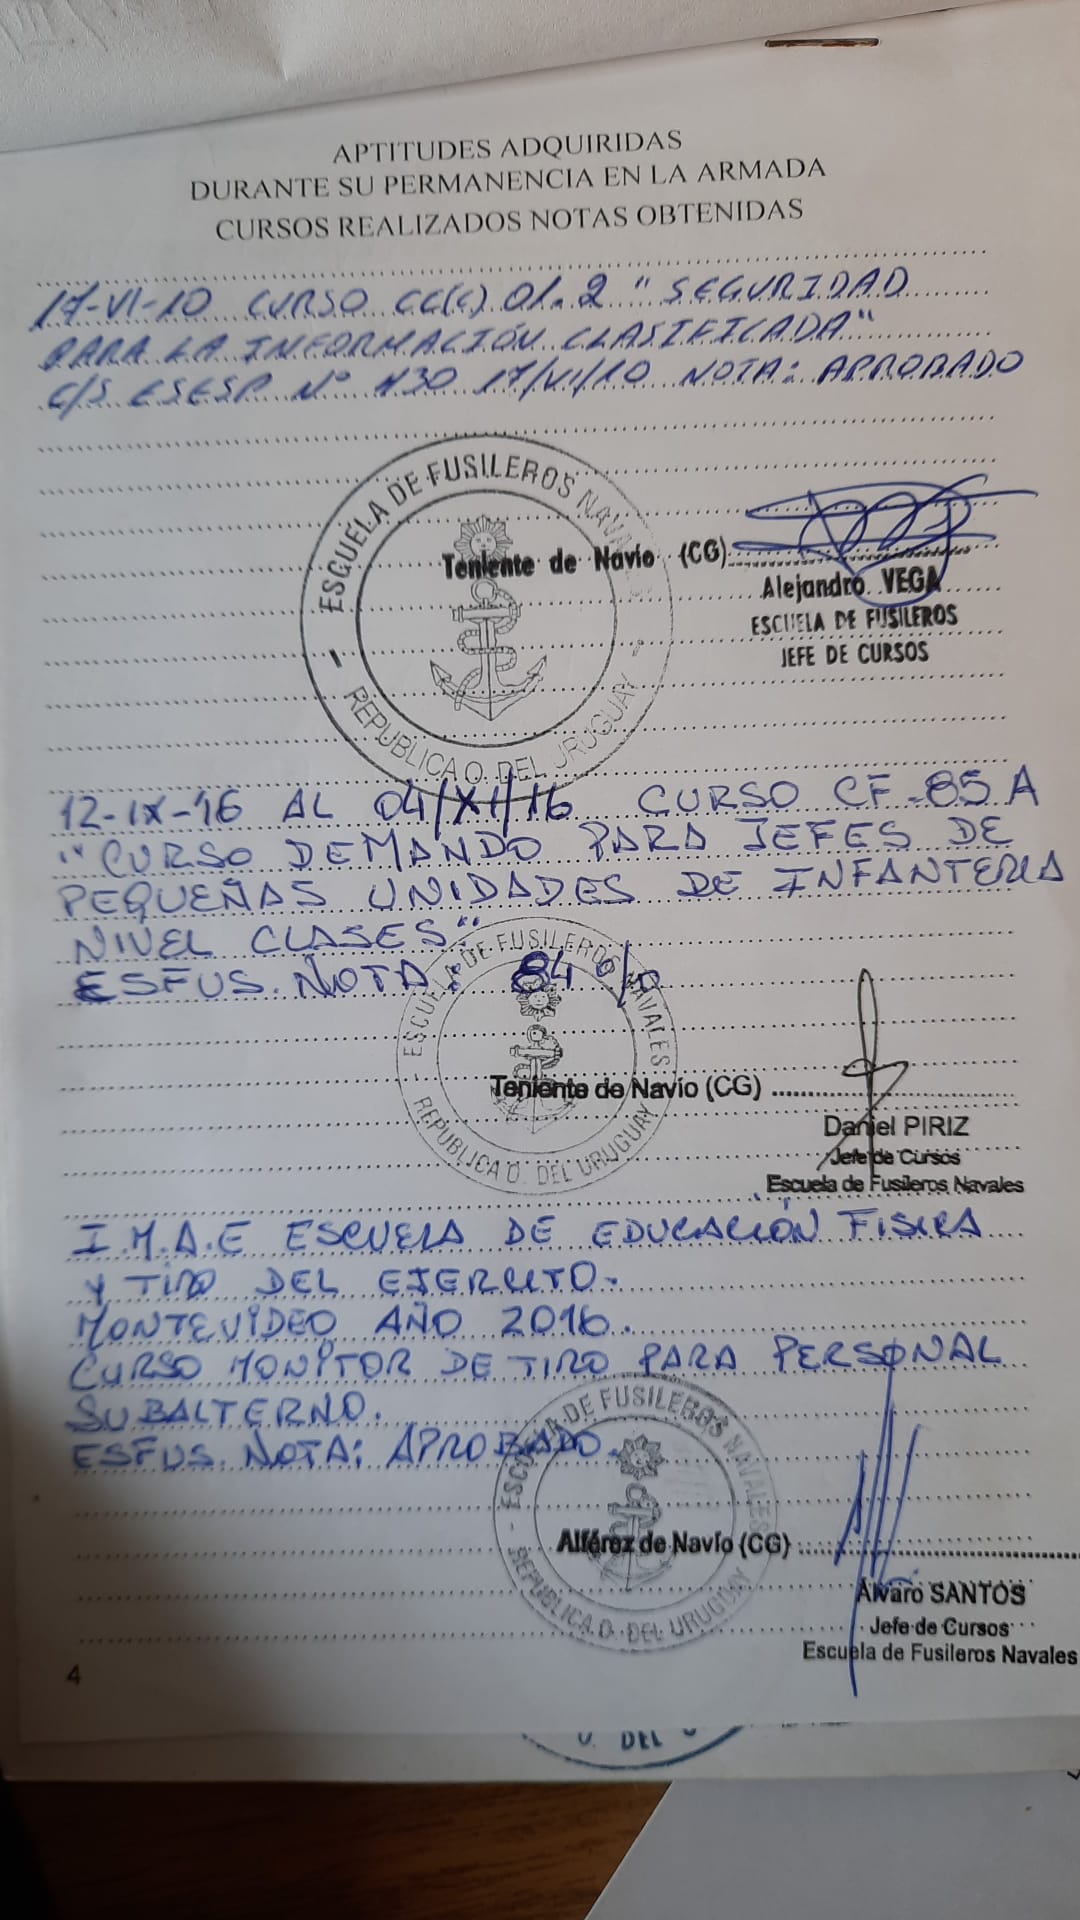 APTITUDES ADQUIRIDAS
DURANTE SU PERMANENCIA EN LA ARMADA
CURSOS REALIZADOS NOTAS OBTENIDAS
17-VI-10 CURSO CC(C) 01.2 "SEGURIDAD
PARA LA INFORMACIÓN CLASIFICADA"
C/S ESESP Nº 17/VI/10 NOTA: APROBADO
ESCUELA DE FUSILEROS NAVALES
REPUBLICA O. DEL URUGUAY
Teniente de Navío (CG)
Alejandro VEGA
ESCUELA DE FUSILEROS
JEFE DE CURSOS
12-IX-16 AL 04/XI/16 CURSO CF-85 A
"CURSO DE MANDO PARA JEFES DE
PEQUEÑAS UNIDADES DE INFANTERIA
NIVEL CLASES"
ESFUS. NOTA: 84 %
ESCUELA DE FUSILEROS NAVALES
REPUBLICA O. DEL URUGUAY
Teniente de Navío (CG)
Daniel PIRIZ
Jefe de Cursos
Escuela de Fusileros Navales
I.M.A.E ESCUELA DE EDUCACIÓN FISICA
Y TIRO DEL EJERCITO.
MONTEVIDEO AÑO 2016.
CURSO MONITOR DE TIRO PARA PERSONAL
SUBALTERNO.
ESFUS. NOTA: APROBADO.
ESCUELA DE FUSILEROS NAVALES
REPUBLICA O. DEL URUGUAY
Alférez de Navío (CG)
Alvaro SANTOS
Jefe de Cursos
Escuela de Fusileros Navales
4
O. DEL U